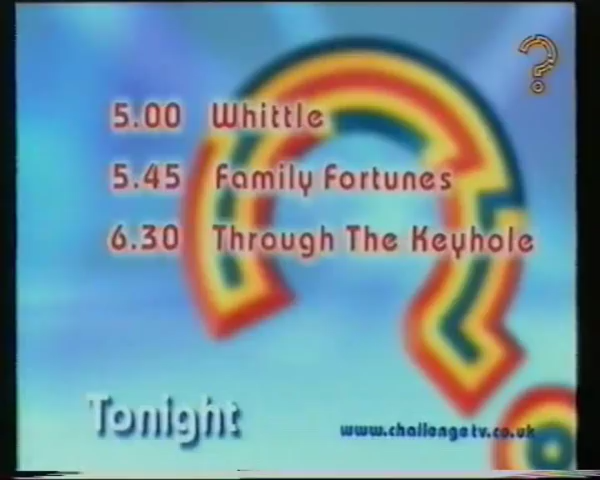 5.00 Whittle
5.45 Family Fortunes
6.30 Through The Keyhole
Tonight
www.challengetv.co.uk